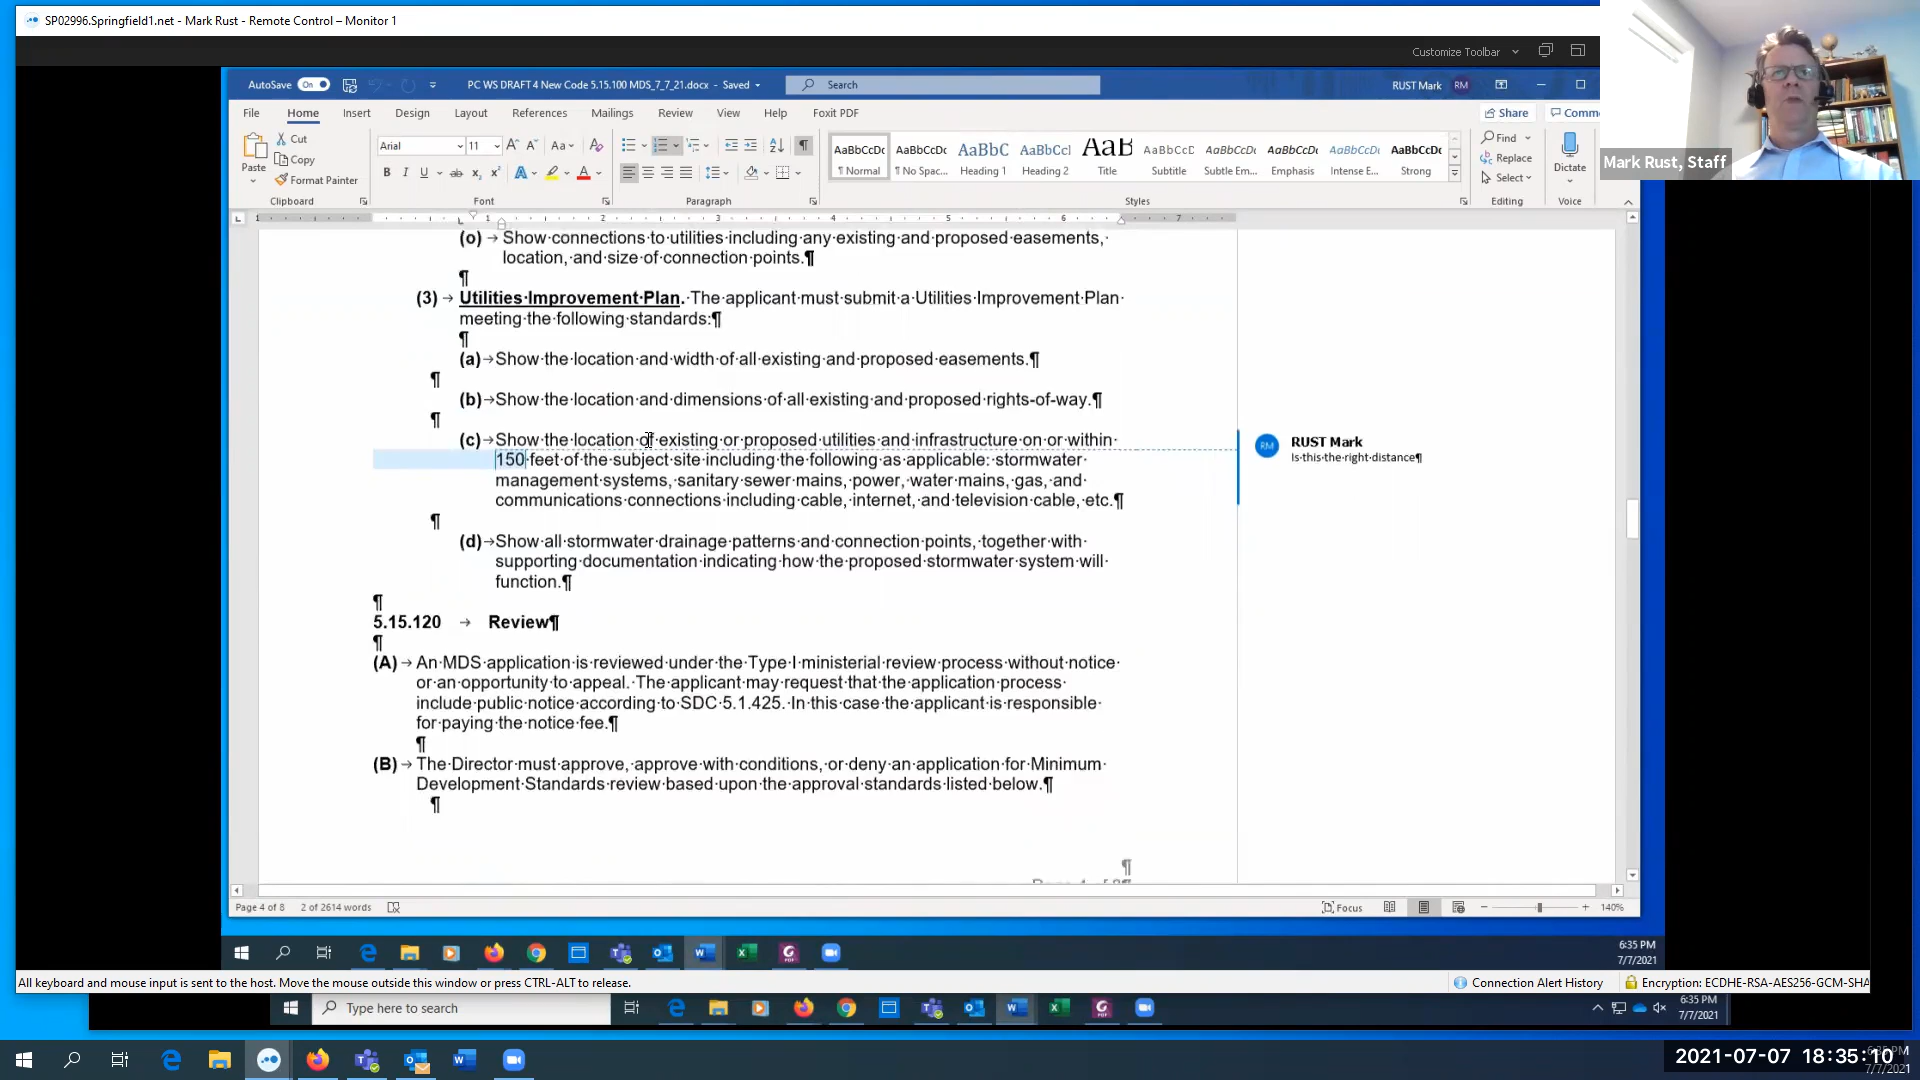 SP02996.Springfield1.net - Mark Rust - Remote Control – Monitor 1
Customize Toolbar
AutoSave On PC WS DRAFT 4 New Code 5.15.100 MDS_7_7_21.docx - Saved Search RUST Mark RM
File Home Insert Design Layout References Mailings Review View Help Foxit PDF Share Comme
Paste Cut Copy Format Painter
Arial 11
AaBbCcDc AaBbCcDc AaBbC AaBbCcI AaB AaBbCcD AaBbCcDt AaBbCcDt AaBbCcDt AaBbCcDc
¶ Normal ¶ No Spac... Heading 1 Heading 2 Title Subtitle Subtle Em... Emphasis Intense E... Strong
Find Replace Select Dictate
Clipboard Font Paragraph Styles Editing Voice
Mark Rust, Staff
1 1 2 3 4 5 6 7
(o) → Show·connections·to·utilities·including·any·existing·and·proposed·easements,·
location,·and·size·of·connection·points.¶
¶
(3) → Utilities·Improvement·Plan.·The·applicant·must·submit·a·Utilities·Improvement·Plan·
meeting·the·following·standards:¶
¶
(a)→Show·the·location·and·width·of·all·existing·and·proposed·easements.¶
¶
(b)→Show·the·location·and·dimensions·of·all·existing·and·proposed·rights-of-way.¶
¶
(c)→Show·the·location·of·existing·or·proposed·utilities·and·infrastructure·on·or·within·
150·feet·of·the·subject·site·including·the·following·as·applicable:·stormwater·
management·systems,·sanitary·sewer·mains,·power,·water·mains,·gas,·and·
communications·connections·including·cable,·internet,·and·television·cable,·etc.¶
RM RUST Mark
Is·this·the·right·distance¶
¶
(d)→Show·all·stormwater·drainage·patterns·and·connection·points,·together·with·
supporting·documentation·indicating·how·the·proposed·stormwater·system·will·
function.¶
¶
5.15.120 → Review¶
¶
(A)→An·MDS·application·is·reviewed·under·the·Type·I·ministerial·review·process·without·notice·
or·an·opportunity·to·appeal.·The·applicant·may·request·that·the·application·process·
include·public·notice·according·to·SDC·5.1.425.·In·this·case·the·applicant·is·responsible·
for·paying·the·notice·fee.¶
¶
(B)→The·Director·must·approve,·approve·with·conditions,·or·deny·an·application·for·Minimum·
Development·Standards·review·based·upon·the·approval·standards·listed·below.¶
¶
¶
Page 4 of 8 2 of 2614 words Focus 140%
6:35 PM
7/7/2021
All keyboard and mouse input is sent to the host. Move the mouse outside this window or press CTRL-ALT to release. Connection Alert History Encryption: ECDHE-RSA-AES256-GCM-SHA
Type here to search
6:35 PM
7/7/2021
2021-07-07 18:35:10
7/7/2021